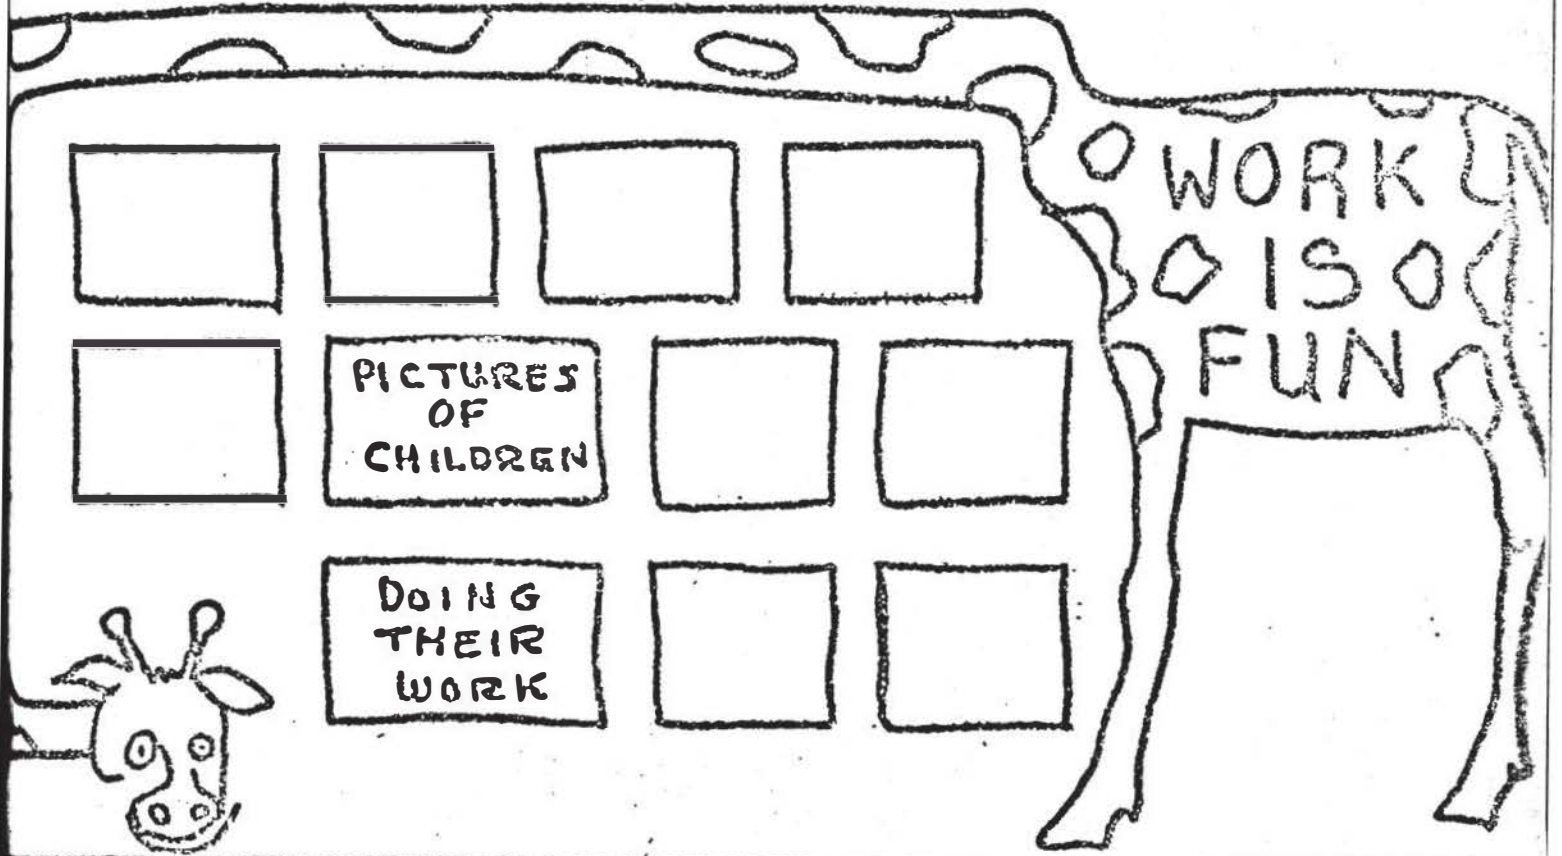 WORK
IS
FUN
PICTURES
OF
CHILDREN
DOING
THEIR
WORK